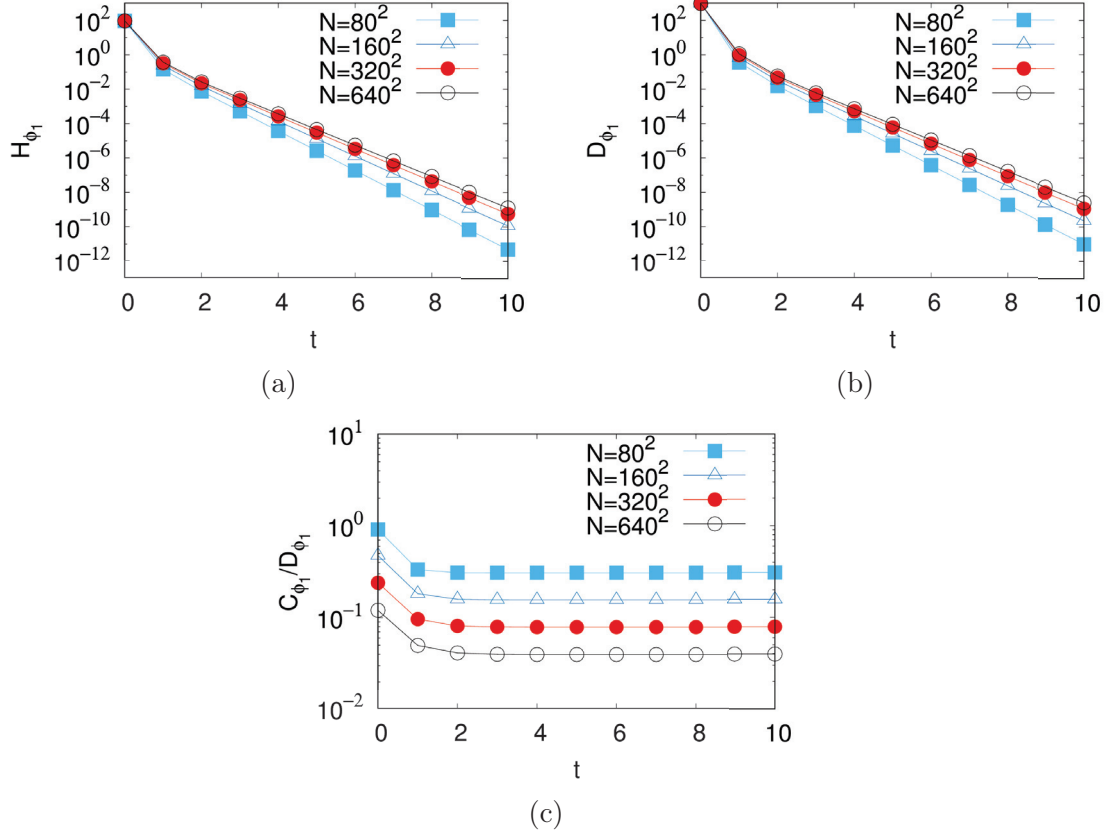 10^2
10^0
10^-2
10^-4
10^-6
10^-8
10^-10
10^-12
H_ϕ1
0 2 4 6 8 10
t
N=80^2
N=160^2
N=320^2
N=640^2
(a)
10^2
10^0
10^-2
10^-4
10^-6
10^-8
10^-10
10^-12
D_ϕ1
0 2 4 6 8 10
t
N=80^2
N=160^2
N=320^2
N=640^2
(b)
10^1
10^0
10^-1
10^-2
C_ϕ1/D_ϕ1
0 2 4 6 8 10
t
N=80^2
N=160^2
N=320^2
N=640^2
(c)